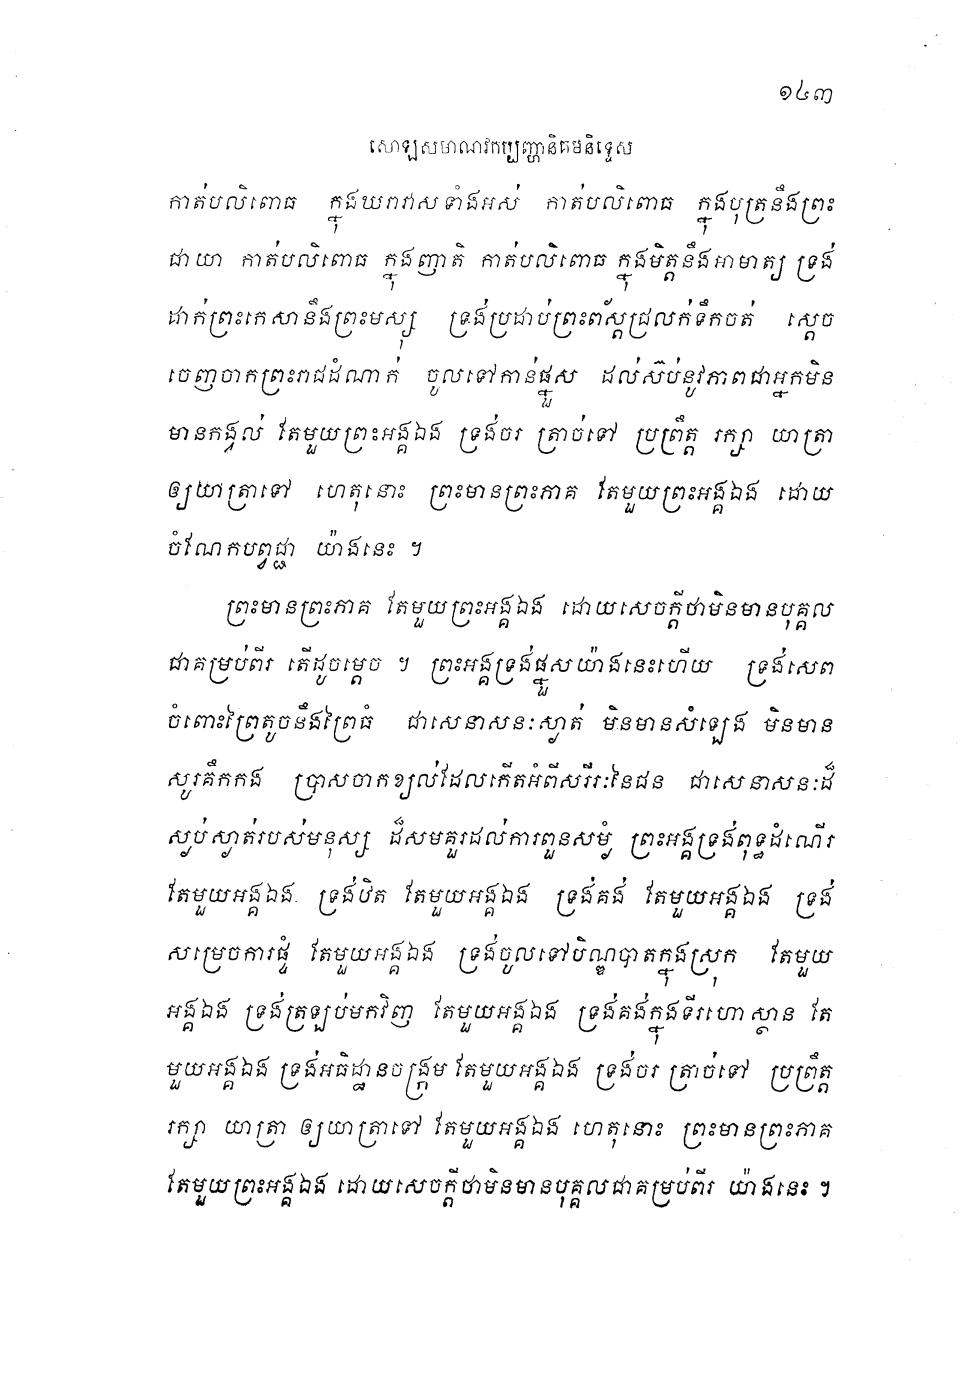 ១៤៣
សោឡសមាណវកប្បញ្ហានិគមនិទ្ទេស
កាត់បលិពោធ ក្នុងឃរាវាសទាំងអស់ កាត់បលិពោធ ក្នុងបុត្រនឹងព្រះ
ជាយា កាត់បលិពោធ ក្នុងញាតិ កាត់បលិពោធ ក្នុងមិត្តនឹងអាមាត្យ ទ្រង់
ដាក់ព្រះកេសានឹងព្រះមស្សុ ទ្រង់ប្រដាប់ព្រះពស្ត្រជ្រលក់ទឹកចត់ ស្តេច
ចេញចាកព្រះរាជដំណាក់ ចូលទៅកាន់ផ្នួស ដល់ស៊ប់នូវភាពជាអ្នកមិន
មានកង្វល់ តែមួយព្រះអង្គឯង ទ្រង់ចរ ត្រាច់ទៅ ប្រព្រឹត្ត រក្សា យាត្រា
ឲ្យយាត្រាទៅ ហេតុនោះ ព្រះមានព្រះភាគ តែមួយព្រះអង្គឯង ដោយ
ចំណែកបព្វជ្ជា យ៉ាងនេះ ។
ព្រះមានព្រះភាគ តែមួយព្រះអង្គឯង ដោយសេចក្តីថាមិនមានបុគ្គល
ជាគម្រប់ពីរ តើដូចម្តេច ។ ព្រះអង្គទ្រង់ផ្នួសយ៉ាងនេះហើយ ទ្រង់សេព
ចំពោះព្រៃតូចនឹងព្រៃធំ ជាសេនាសនៈស្ងាត់ មិនមានសំឡេង មិនមាន
សូរគឹកកង ប្រាសចាកខ្យល់ដែលកើតអំពីសរីរៈនៃជន ជាសេនាសនៈដ៏
ស្ងប់ស្ងាត់របស់មនុស្ស ដ៏សមគួរដល់ការពួនសម្ងំ ព្រះអង្គទ្រង់ពុទ្ធដំណើរ
តែមួយអង្គឯង ទ្រង់ឋិត តែមួយអង្គឯង ទ្រង់គង់ តែមួយអង្គឯង ទ្រង់
សម្រេចការផ្ទំ តែមួយអង្គឯង ទ្រង់ចូលទៅបិណ្ឌបាតក្នុងស្រុក តែមួយ
អង្គឯង ទ្រង់ត្រឡប់មកវិញ តែមួយអង្គឯង ទ្រង់គង់ក្នុងទីរហោស្ថាន តែ
មួយអង្គឯង ទ្រង់អធិដ្ឋានចង្ក្រម តែមួយអង្គឯង ទ្រង់ចរ ត្រាច់ទៅ ប្រព្រឹត្ត
រក្សា យាត្រា ឲ្យយាត្រាទៅ តែមួយអង្គឯង ហេតុនោះ ព្រះមានព្រះភាគ
តែមួយព្រះអង្គឯង ដោយសេចក្តីថាមិនមានបុគ្គលជាគម្រប់ពីរ យ៉ាងនេះ ។